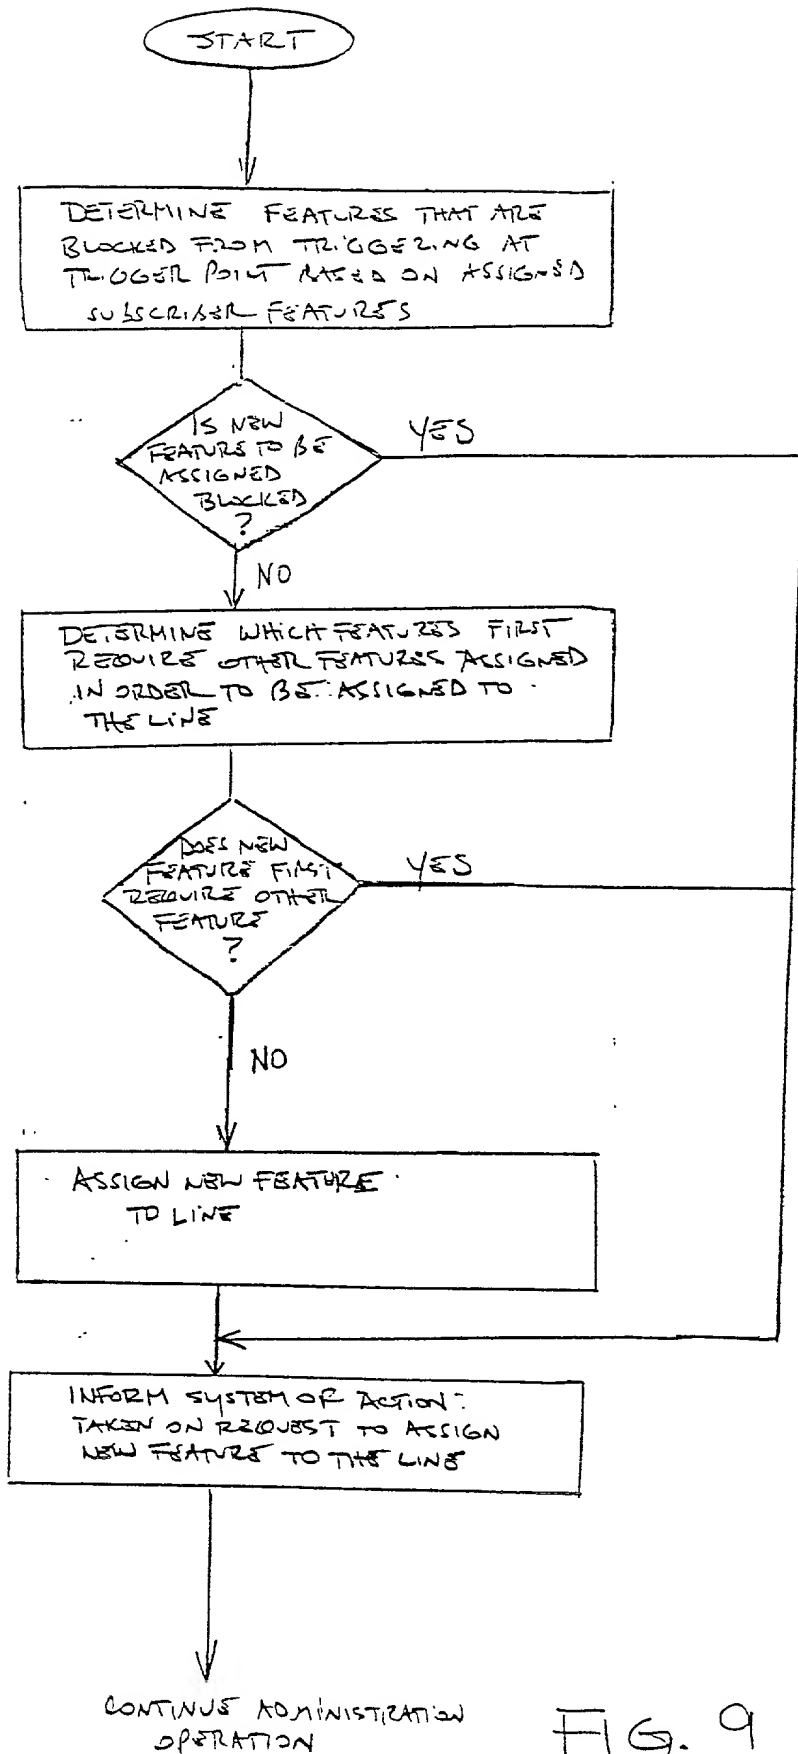 START
DETERMINE FEATURES THAT ARE
BLOCKED FROM TRIGGERING AT
TRIGGER POINT BASED ON ASSIGNED
SUBSCRIBER FEATURES
IS NEW
FEATURE TO BE
ASSIGNED
BLOCKED
?
YES
NO
DETERMINE WHICH FEATURES FIRST
REQUIRE OTHER FEATURES ASSIGNED
IN ORDER TO BE ASSIGNED TO
THE LINE
DOES NEW
FEATURE FIRST
REQUIRE OTHER
FEATURE
?
YES
NO
ASSIGN NEW FEATURE
TO LINE
INFORM SYSTEM OF ACTION
TAKEN ON REQUEST TO ASSIGN
NEW FEATURE TO THE LINE
CONTINUE ADMINISTRATION
OPERATION
FIG. 9